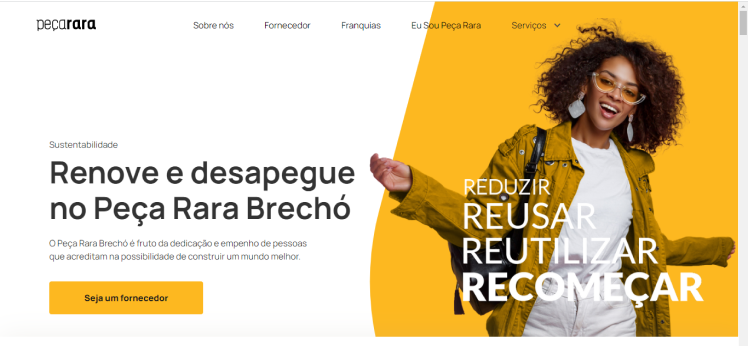 peçarara
Sobre nós
Fornecedor
Franquias
Eu Sou Peça Rara
Serviços
Sustentabilidade
Renove e desapegue
no Peça Rara Brechó
O Peça Rara Brechó é fruto da dedicação e empenho de pessoas
que acreditam na possibilidade de construir um mundo melhor.
Seja um fornecedor
REDUZIR
REUSAR
REUTILIZAR
RECOMEÇAR